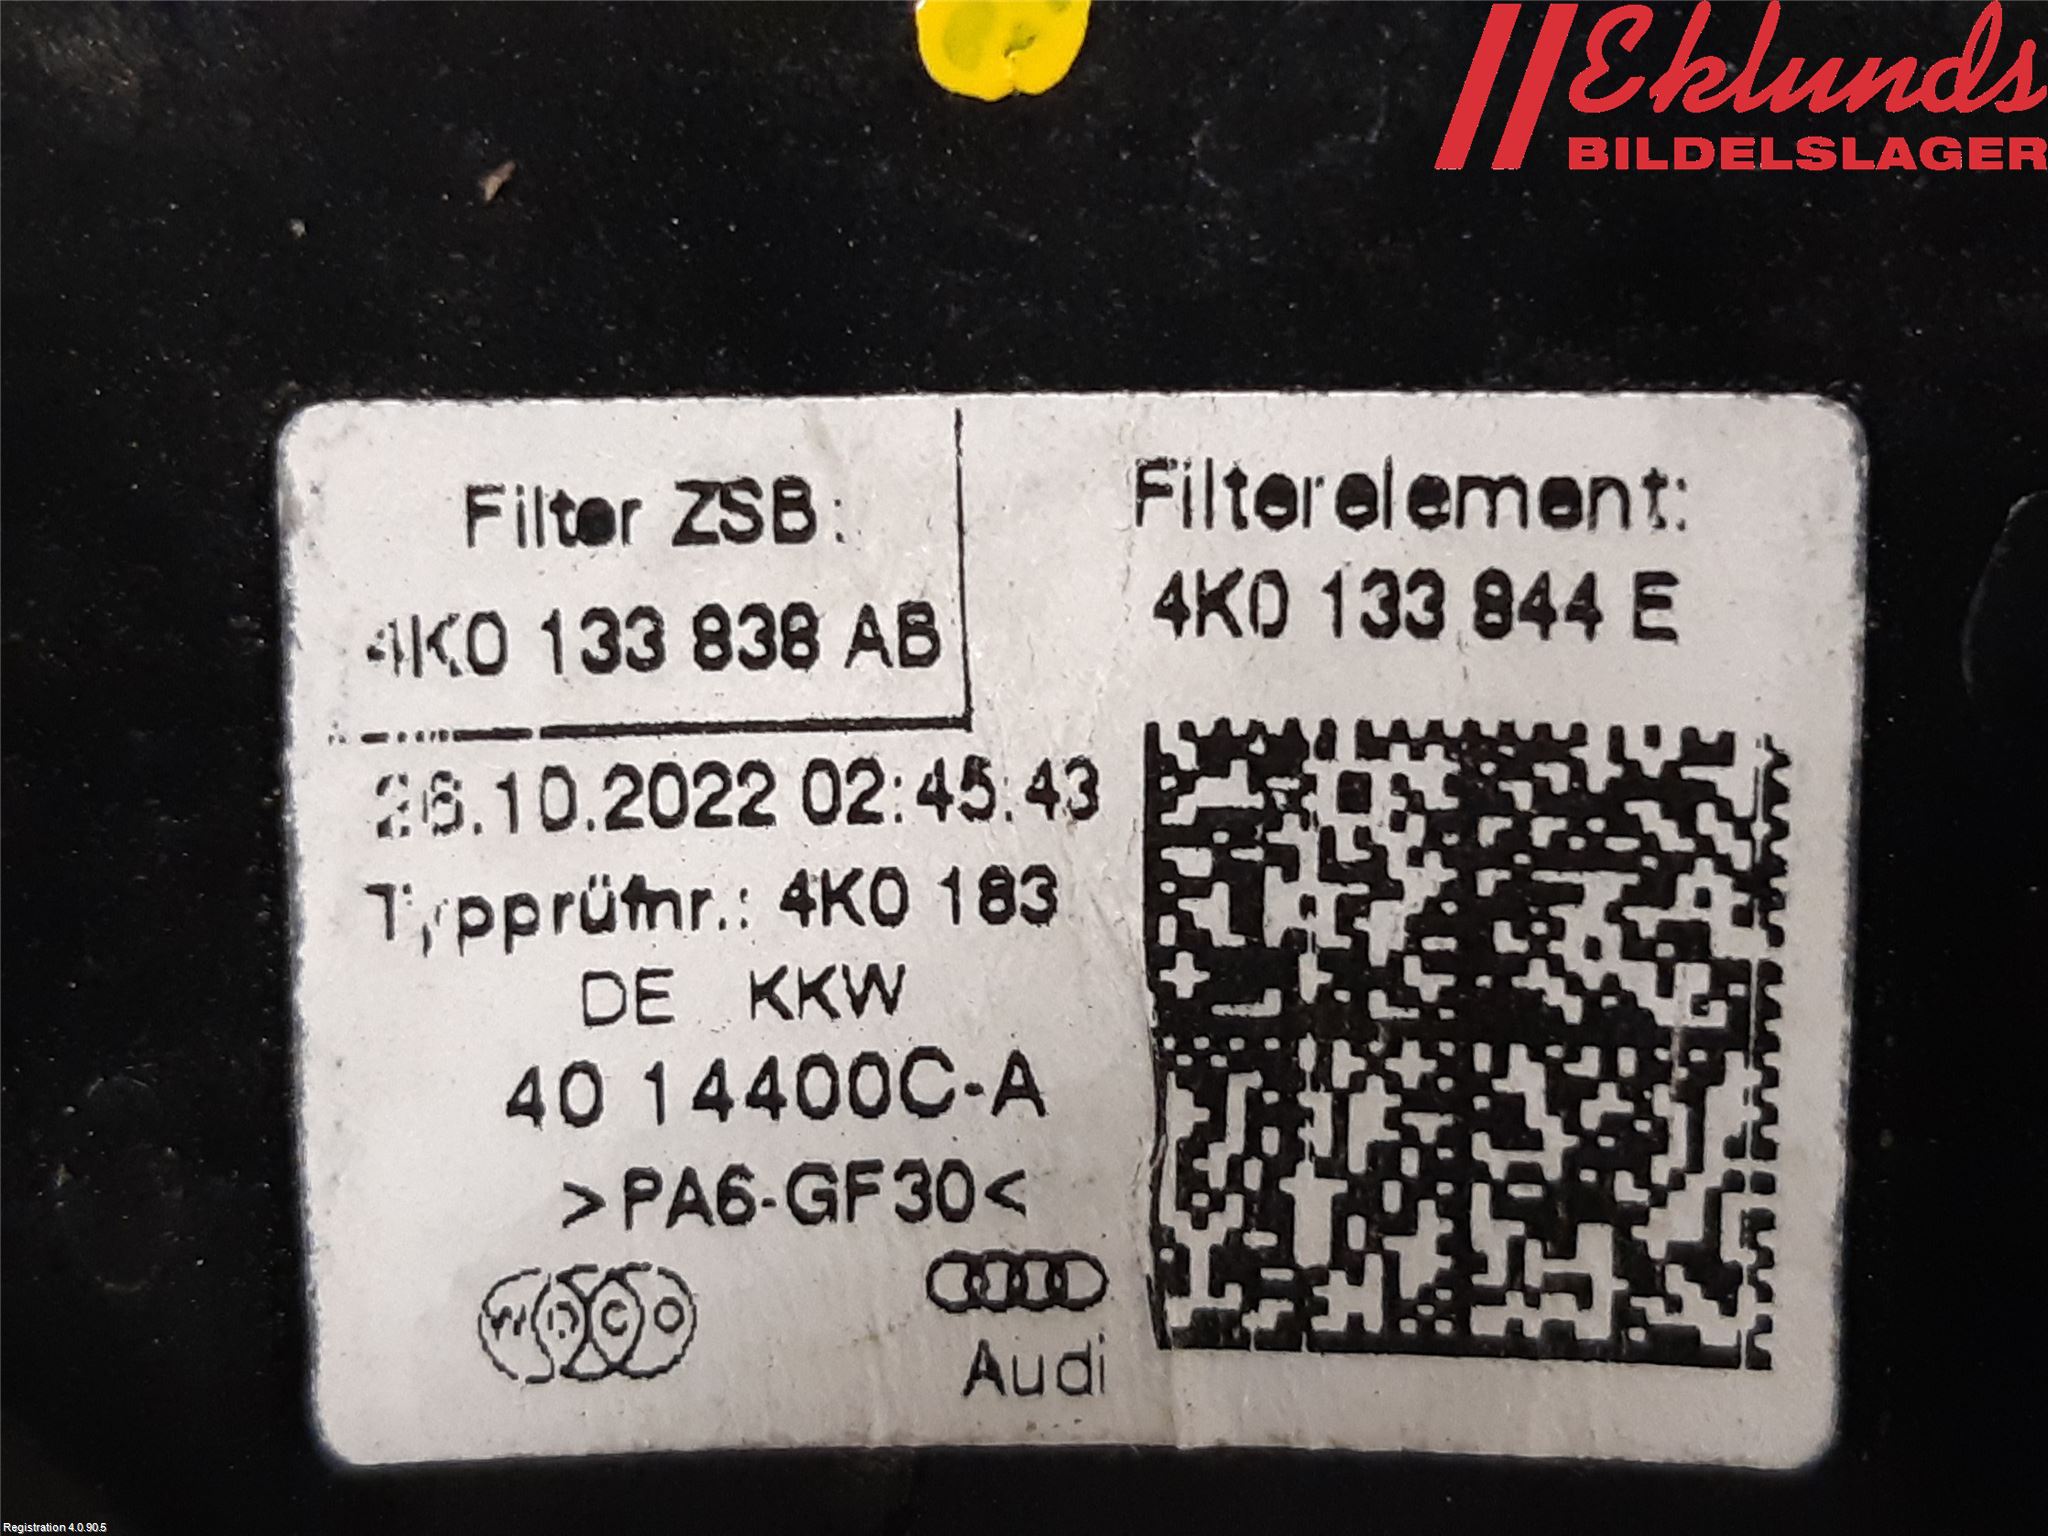 Eklunds
BILDELSLAGER
Filter ZSB:
4K0 133 838 AB
Filterelement:
4K0 133 844 E
26.10.2022 02:45:43
Typprüfnr.: 4K0 183
DE KKW
40 14400C-A
>PA6-GF30<
WOCO
Audi
Registration 4.0.90.5